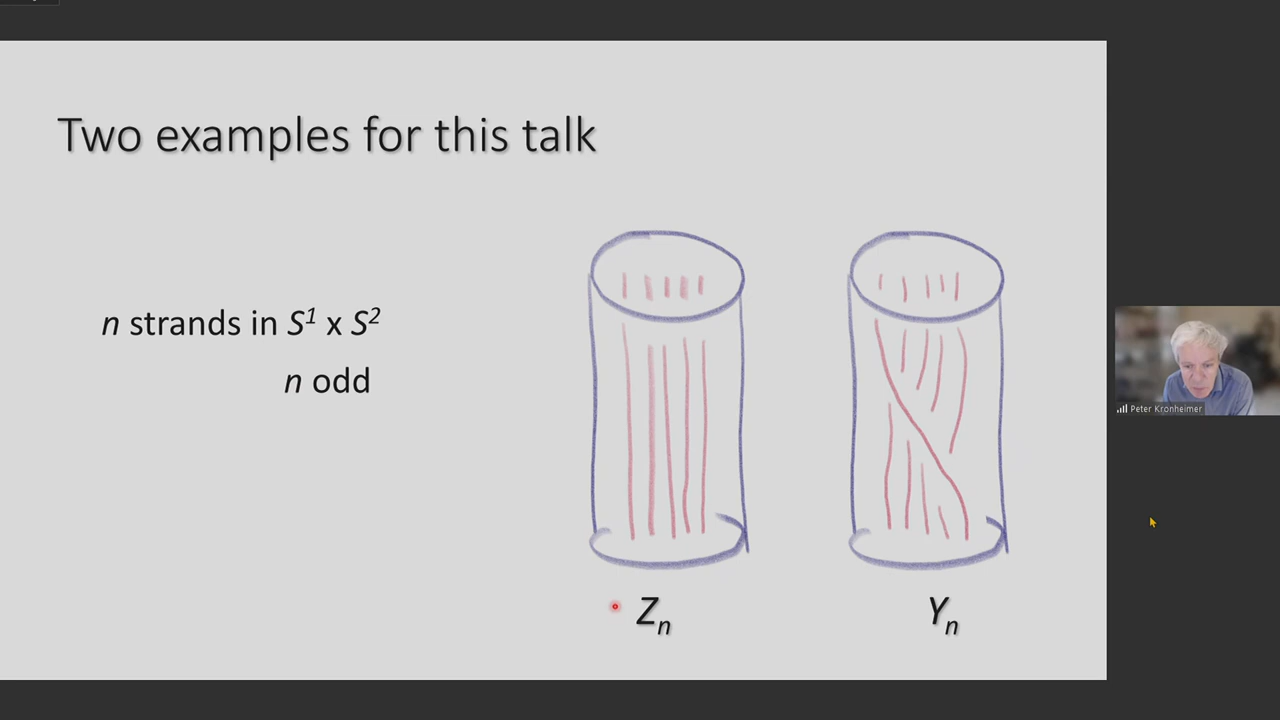 Two examples for this talk
n strands in S¹ x S²
n odd
Zₙ
Yₙ
Peter Kronheimer